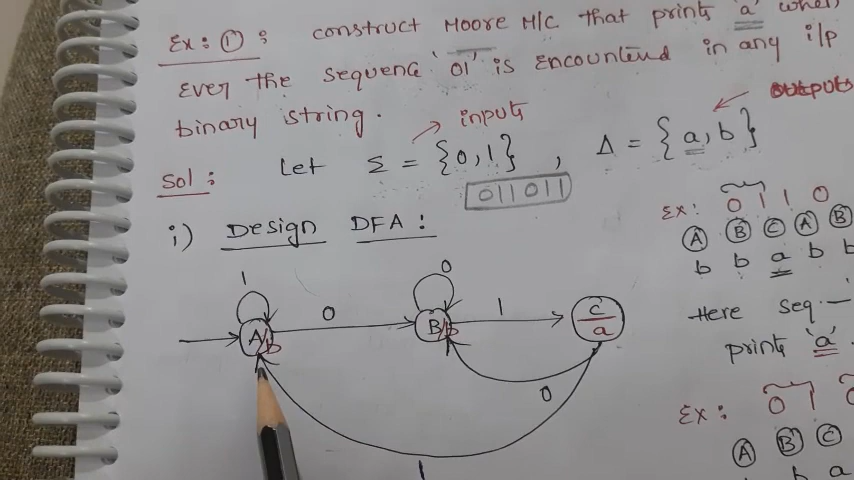 Ex: ① : construct Moore M/C that prints 'a' when
ever the sequence '01' is encountend in any i/p
binary string.
inputs
outputs
Sol: Let Σ = {0,1} , Δ = {a,b}
011011
i) Design DFA :
1
0
0
1
A/b
B/b
C
a
0
1
Ex: 0 1 1 0
A B C A B
b b a b b
Here seq.—
print 'a'.
Ex: 0 1
A B C
b a